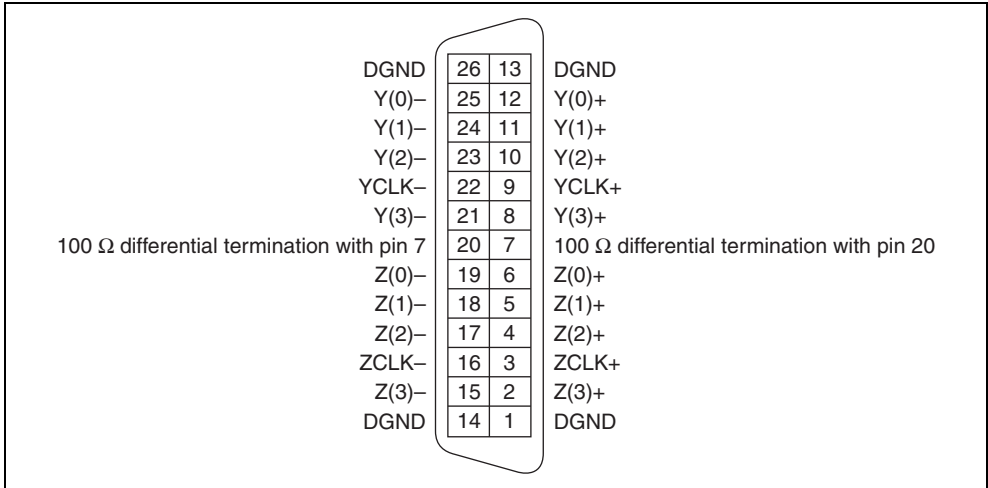 DGND 26 13 DGND
Y(0)– 25 12 Y(0)+
Y(1)– 24 11 Y(1)+
Y(2)– 23 10 Y(2)+
YCLK– 22 9 YCLK+
Y(3)– 21 8 Y(3)+
100 Ω differential termination with pin 7 20 7 100 Ω differential termination with pin 20
Z(0)– 19 6 Z(0)+
Z(1)– 18 5 Z(1)+
Z(2)– 17 4 Z(2)+
ZCLK– 16 3 ZCLK+
Z(3)– 15 2 Z(3)+
DGND 14 1 DGND